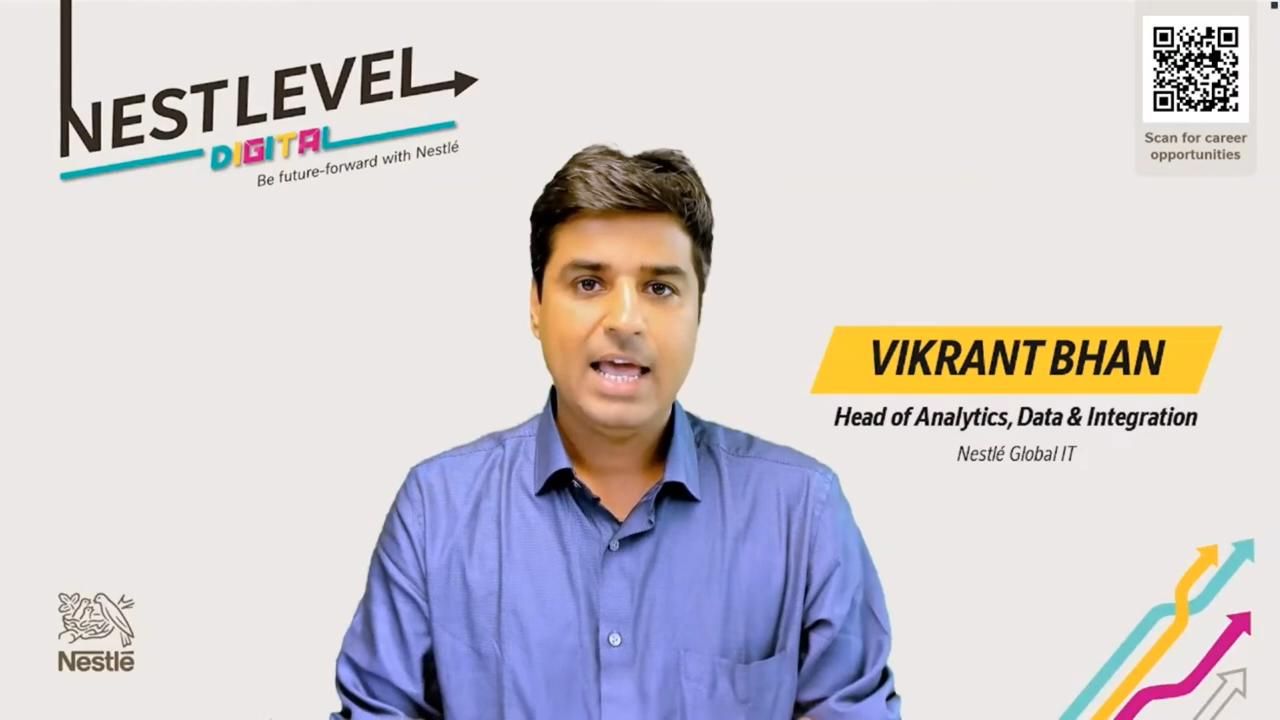 NESTLEVEL
DIGITAL
Be future-forward with Nestlé
Scan for career
opportunities
VIKRANT BHAN
Head of Analytics, Data & Integration
Nestlé Global IT
Nestlé